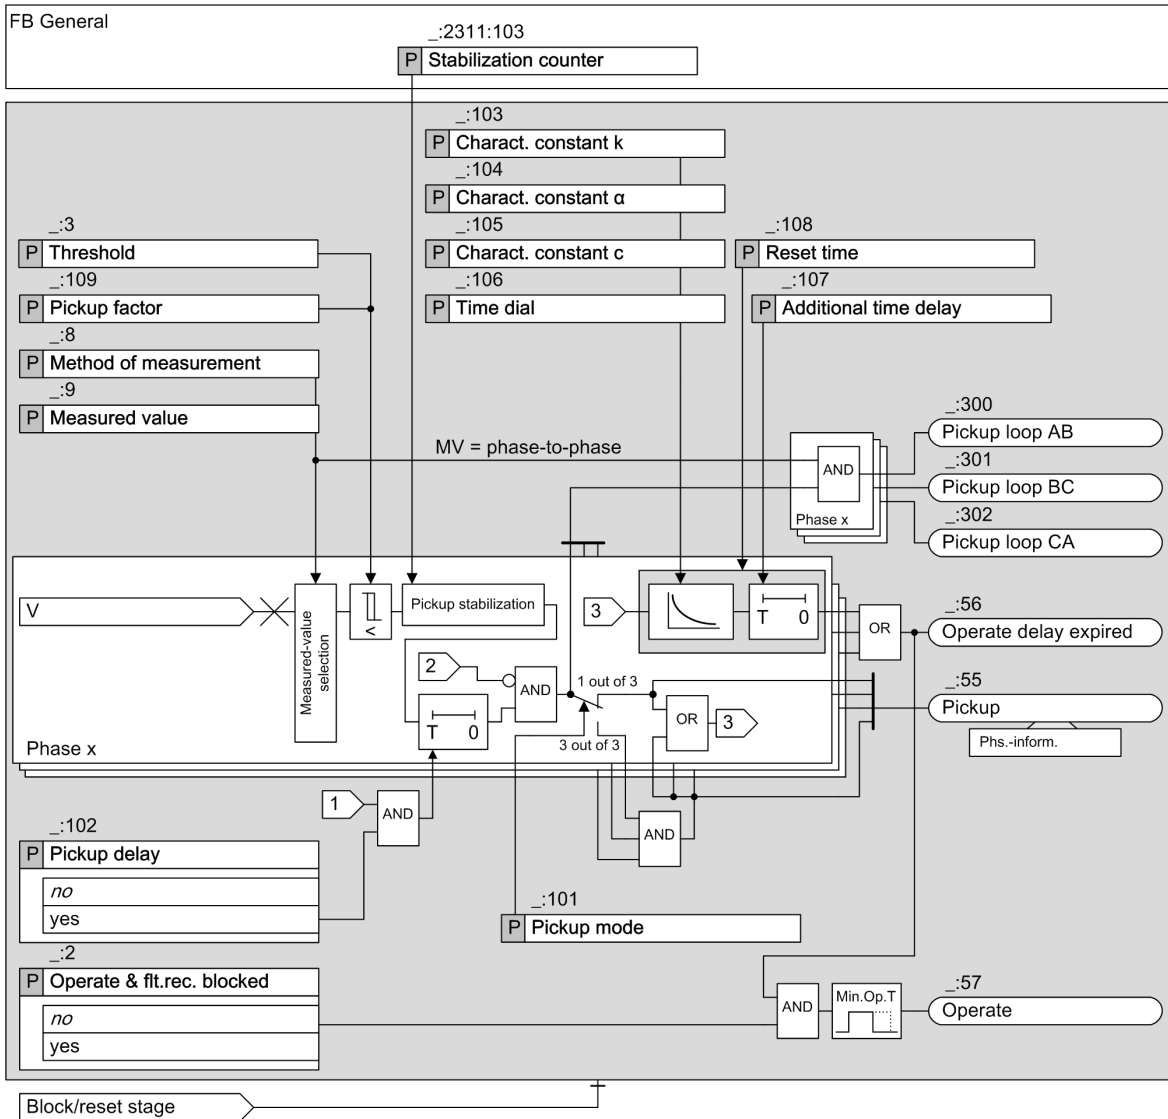 FB General
_:2311:103
P Stabilization counter
_:103
P Charact. constant k
_:104
P Charact. constant α
_:3
_:105
_:108
P Threshold
P Charact. constant c
P Reset time
_:109
_:106
_:107
P Pickup factor
P Time dial
P Additional time delay
_:8
P Method of measurement
_:9
P Measured value
_:300
Pickup loop AB
MV = phase-to-phase
AND
_:301
Pickup loop BC
Phase x
_:302
Pickup loop CA
V
Measured-value
selection
<
Pickup stabilization
3
T 0
OR
_:56
Operate delay expired
2
AND
1 out of 3
T 0
3 out of 3
OR
3
_:55
Pickup
Phs.-inform.
Phase x
1
AND
AND
_:102
P Pickup delay
no
yes
_:101
P Pickup mode
_:2
P Operate & flt.rec. blocked
no
yes
AND
Min.Op.T
_:57
Operate
Block/reset stage